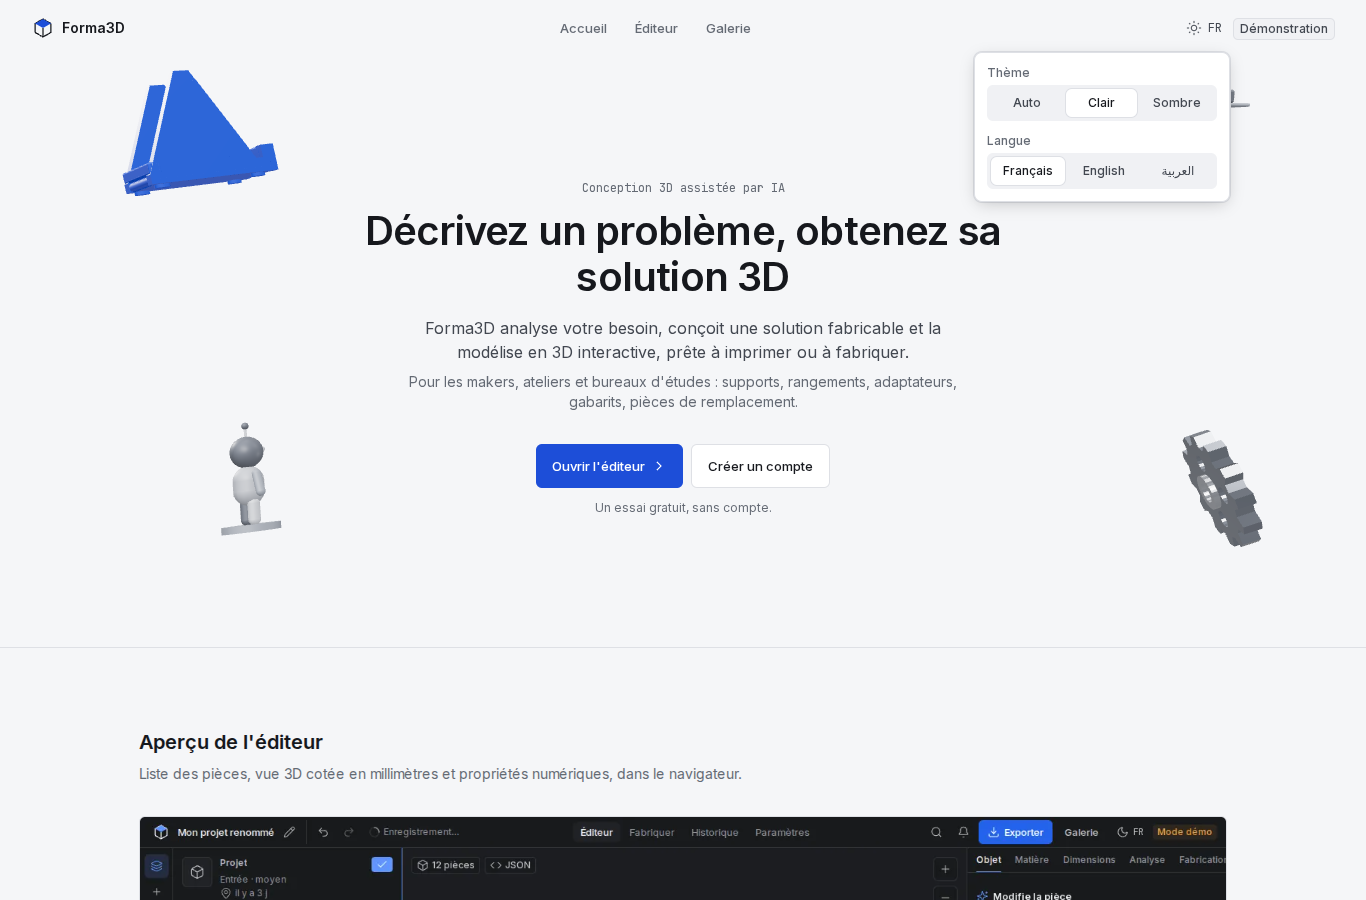 Forma3D
Accueil
Éditeur
Galerie
FR
Démonstration
Thème
Auto
Clair
Sombre
Langue
Français
English
العربية
Conception 3D assistée par IA
Décrivez un problème, obtenez sa
solution 3D
Forma3D analyse votre besoin, conçoit une solution fabricable et la
modélise en 3D interactive, prête à imprimer ou à fabriquer.
Pour les makers, ateliers et bureaux d'études : supports, rangements, adaptateurs,
gabarits, pièces de remplacement.
Ouvrir l'éditeur
Créer un compte
Un essai gratuit, sans compte.
Aperçu de l'éditeur
Liste des pièces, vue 3D cotée en millimètres et propriétés numériques, dans le navigateur.
Mon projet renommé
Enregistrement...
Éditeur
Fabriquer
Historique
Paramètres
Exporter
Galerie
FR
Mode démo
Projet
Entrée · moyen
il y a 3 j
12 pièces
JSON
Objet
Matière
Dimensions
Analyse
Fabrication
Modifie la pièce